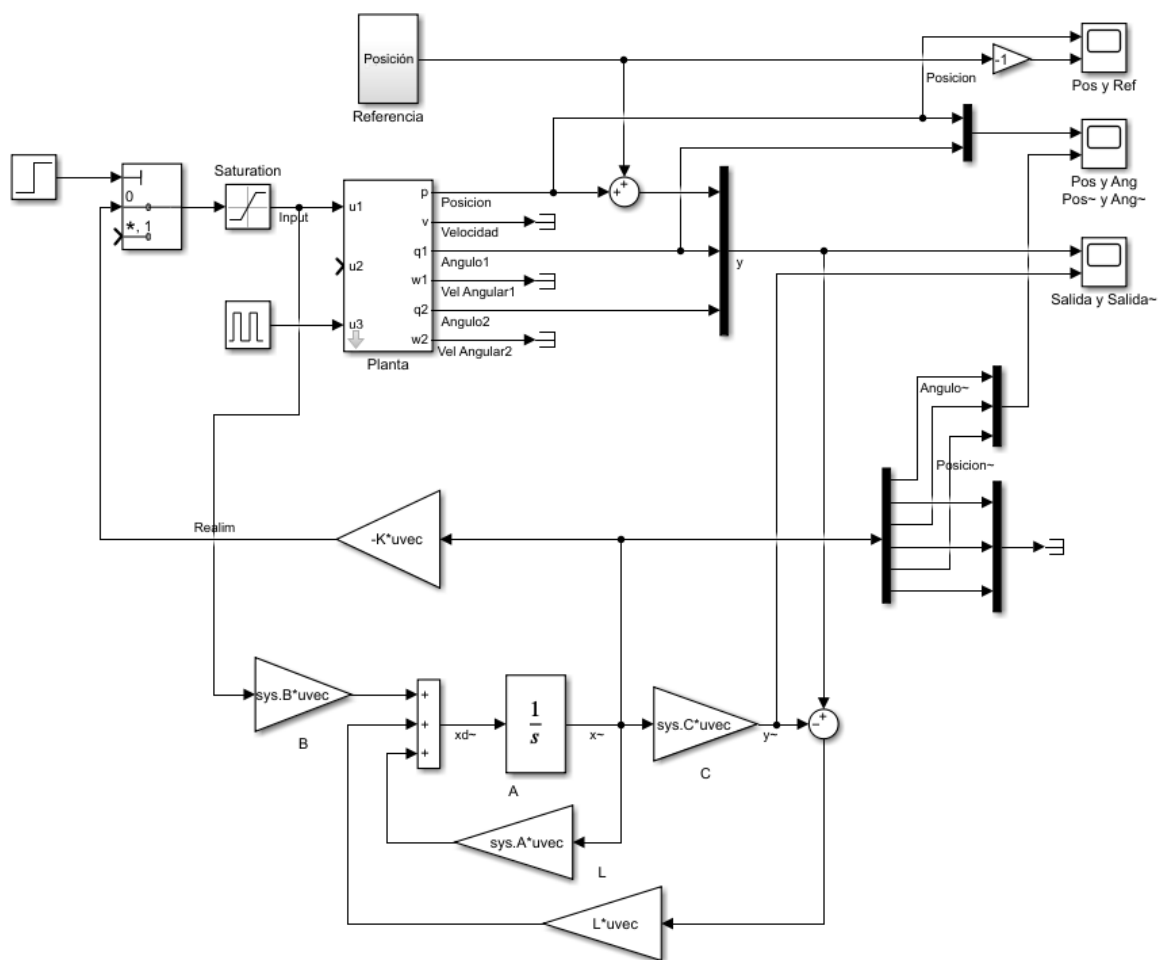 Posición
Referencia
-1
Posicion
Pos y Ref
Saturation
0
*, 1
Input
u1
u2
u3
p
v
q1
w1
q2
w2
Planta
Posicion
Velocidad
Angulo1
Vel Angular1
Angulo2
Vel Angular2
+
+
y
Pos y Ang
Pos~ y Ang~
Salida y Salida~
Angulo~
Posicion~
Realim
-K*uvec
sys.B*uvec
B
+
+
+
xd~
1
s
x~
A
sys.C*uvec
C
y~
+
−
sys.A*uvec
L
L*uvec